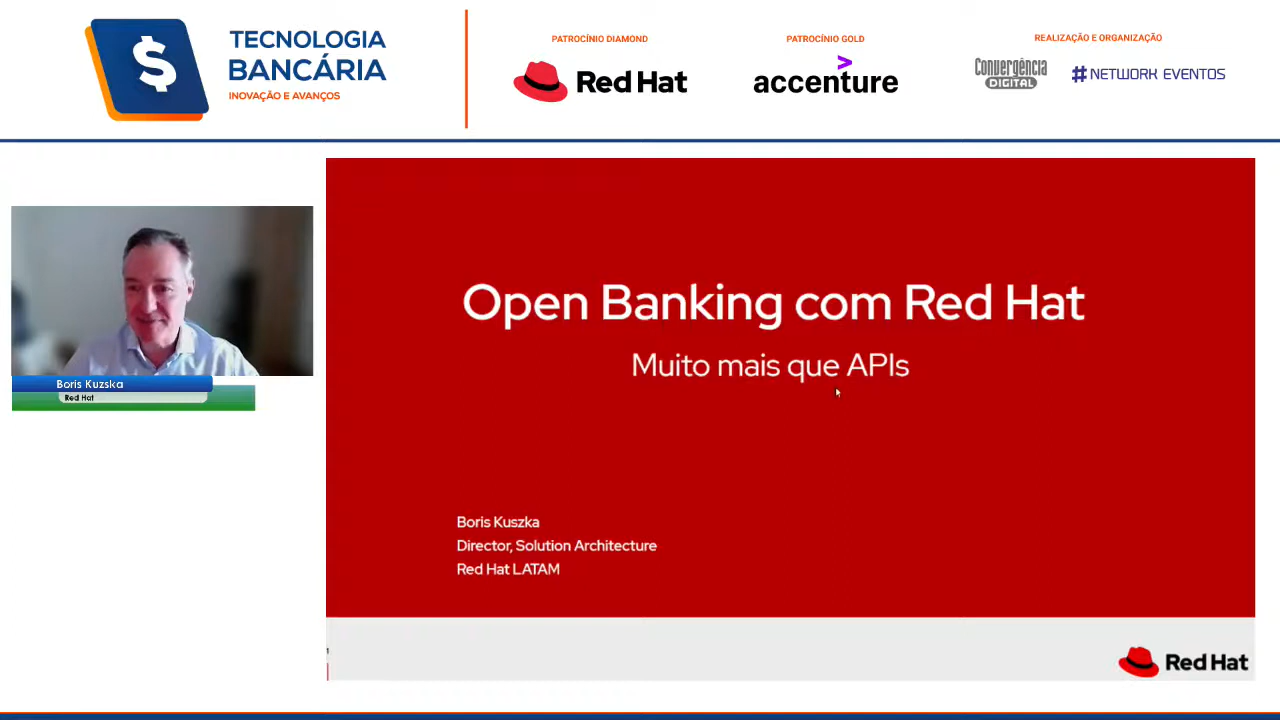 TECNOLOGIA
BANCÁRIA
INOVAÇÃO E AVANÇOS
PATROCÍNIO DIAMOND
Red Hat
PATROCÍNIO GOLD
accenture
REALIZAÇÃO E ORGANIZAÇÃO
Convergência
DIGITAL
# NETWORK EVENTOS
Boris Kuzska
Red Hat
Open Banking com Red Hat
Muito mais que APIs
Boris Kuszka
Director, Solution Architecture
Red Hat LATAM
1
Red Hat